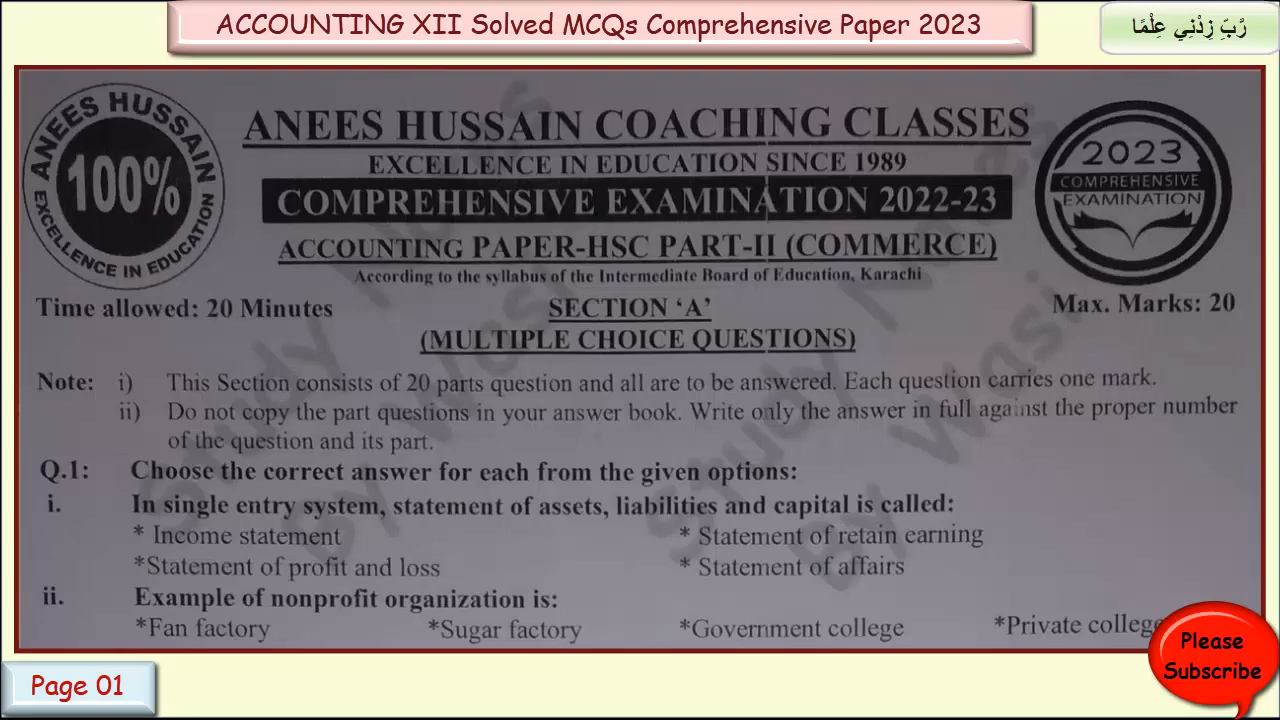 ACCOUNTING XII Solved MCQs Comprehensive Paper 2023
رَّبِّ زِدْنِي عِلْمًا
ANEES HUSSAIN
100%
EXCELLENCE IN EDUCATION
ANEES HUSSAIN COACHING CLASSES
EXCELLENCE IN EDUCATION SINCE 1989
COMPREHENSIVE EXAMINATION 2022-23
ACCOUNTING PAPER-HSC PART-II (COMMERCE)
According to the syllabus of the Intermediate Board of Education, Karachi
2023
COMPREHENSIVE
EXAMINATION
Time allowed: 20 Minutes SECTION ‘A’ Max. Marks: 20
(MULTIPLE CHOICE QUESTIONS)
Note: i) This Section consists of 20 parts question and all are to be answered. Each question carries one mark.
ii) Do not copy the part questions in your answer book. Write only the answer in full against the proper number
of the question and its part.
Q.1: Choose the correct answer for each from the given options:
i. In single entry system, statement of assets, liabilities and capital is called:
* Income statement * Statement of retain earning
*Statement of profit and loss * Statement of affairs
ii. Example of nonprofit organization is:
*Fan factory *Sugar factory *Government college *Private college
Study Notes
By Wasi
Study Notes
By Wasi
Page 01
Please
Subscribe